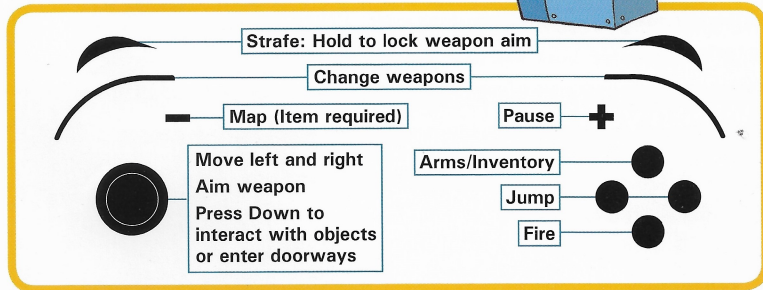 Strafe: Hold to lock weapon aim
Change weapons
Map (Item required)
Pause
Move left and right
Aim weapon
Press Down to
interact with objects
or enter doorways
Arms/Inventory
Jump
Fire